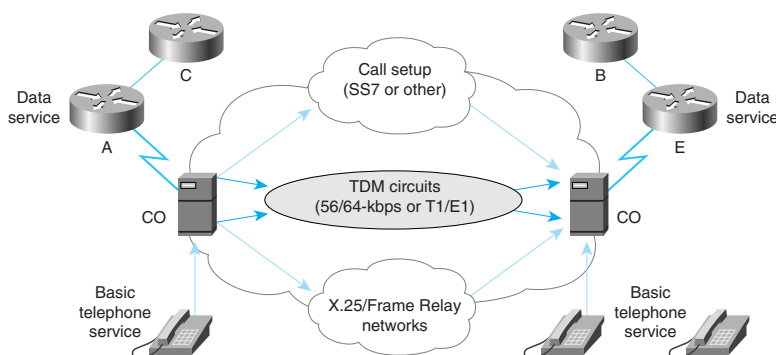 C
Call setup
(SS7 or other)
B
Data
service
A
E
Data
service
TDM circuits
(56/64-kbps or T1/E1)
CO
CO
Basic
telephone
service
X.25/Frame Relay
networks
Basic
telephone
service